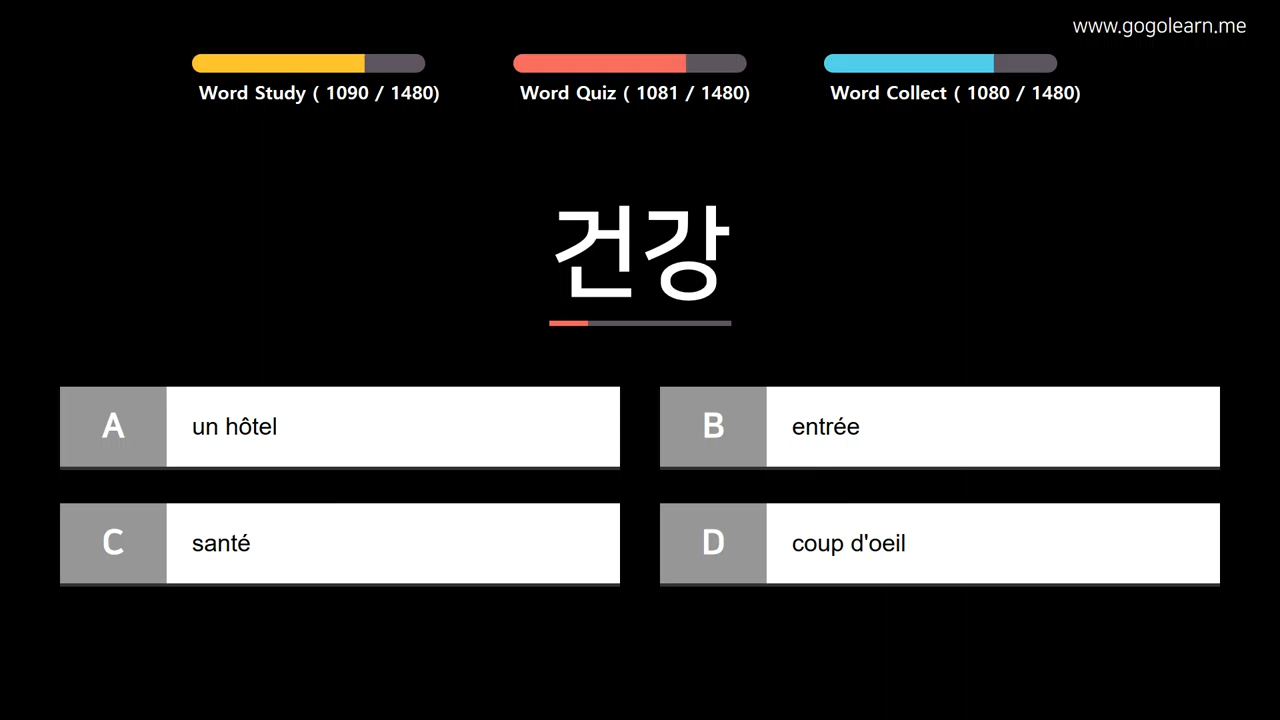 www.gogolearn.me
Word Study ( 1090 / 1480)
Word Quiz ( 1081 / 1480)
Word Collect ( 1080 / 1480)
건강
A
un hôtel
B
entrée
C
santé
D
coup d'oeil